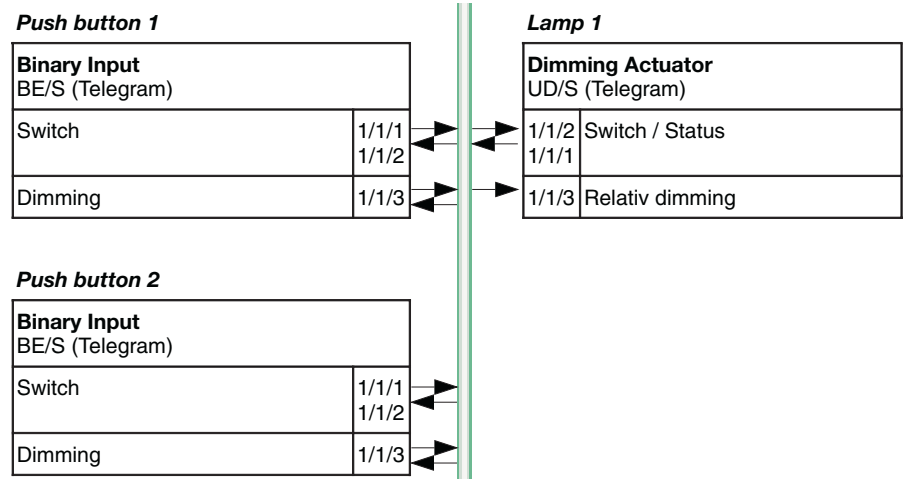 Push button 1
Binary Input
BE/S (Telegram)
Switch 1/1/1
1/1/2
Dimming 1/1/3
Lamp 1
Dimming Actuator
UD/S (Telegram)
1/1/2 Switch / Status
1/1/1
1/1/3 Relativ dimming
Push button 2
Binary Input
BE/S (Telegram)
Switch 1/1/1
1/1/2
Dimming 1/1/3